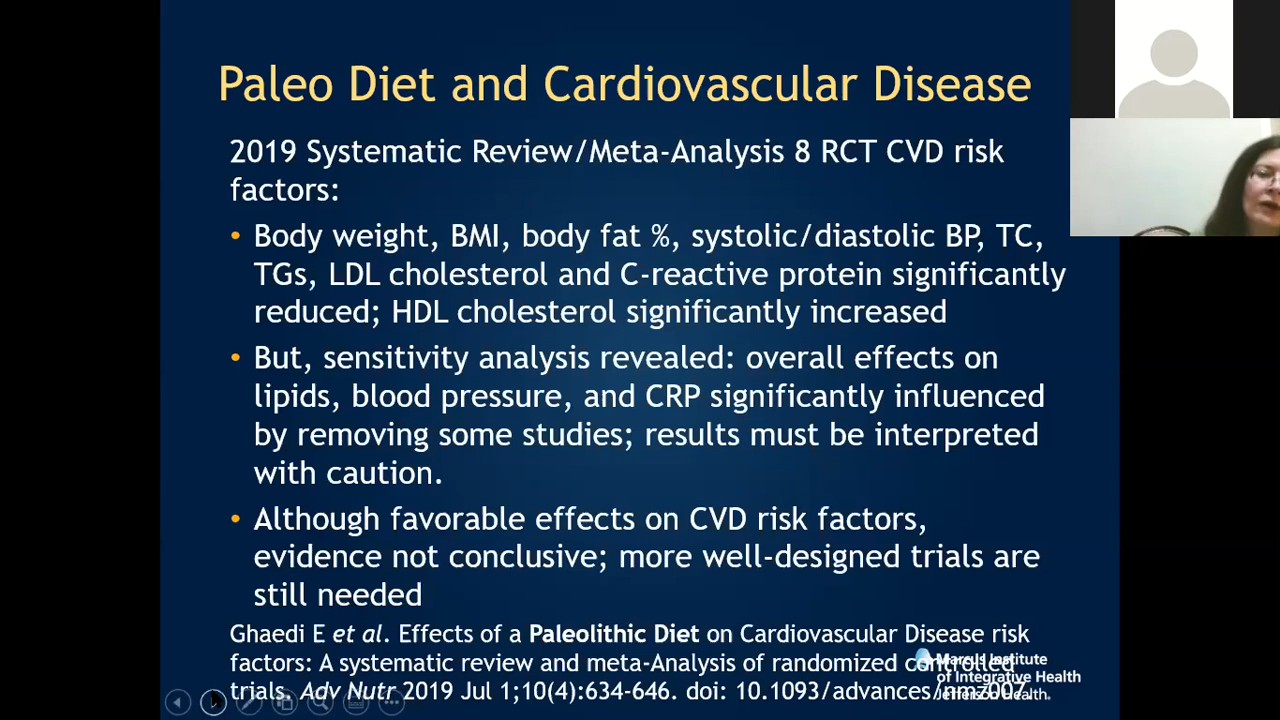 Paleo Diet and Cardiovascular Disease
2019 Systematic Review/Meta-Analysis 8 RCT CVD risk
factors:
• Body weight, BMI, body fat %, systolic/diastolic BP, TC,
TGs, LDL cholesterol and C-reactive protein significantly
reduced; HDL cholesterol significantly increased
• But, sensitivity analysis revealed: overall effects on
lipids, blood pressure, and CRP significantly influenced
by removing some studies; results must be interpreted
with caution.
• Although favorable effects on CVD risk factors,
evidence not conclusive; more well-designed trials are
still needed
Ghaedi E et al. Effects of a Paleolithic Diet on Cardiovascular Disease risk
factors: A systematic review and meta-Analysis of randomized controlled
trials. Adv Nutr 2019 Jul 1;10(4):634-646. doi: 10.1093/advances/
Marcus Institute
of Integrative Health
Jefferson Health.